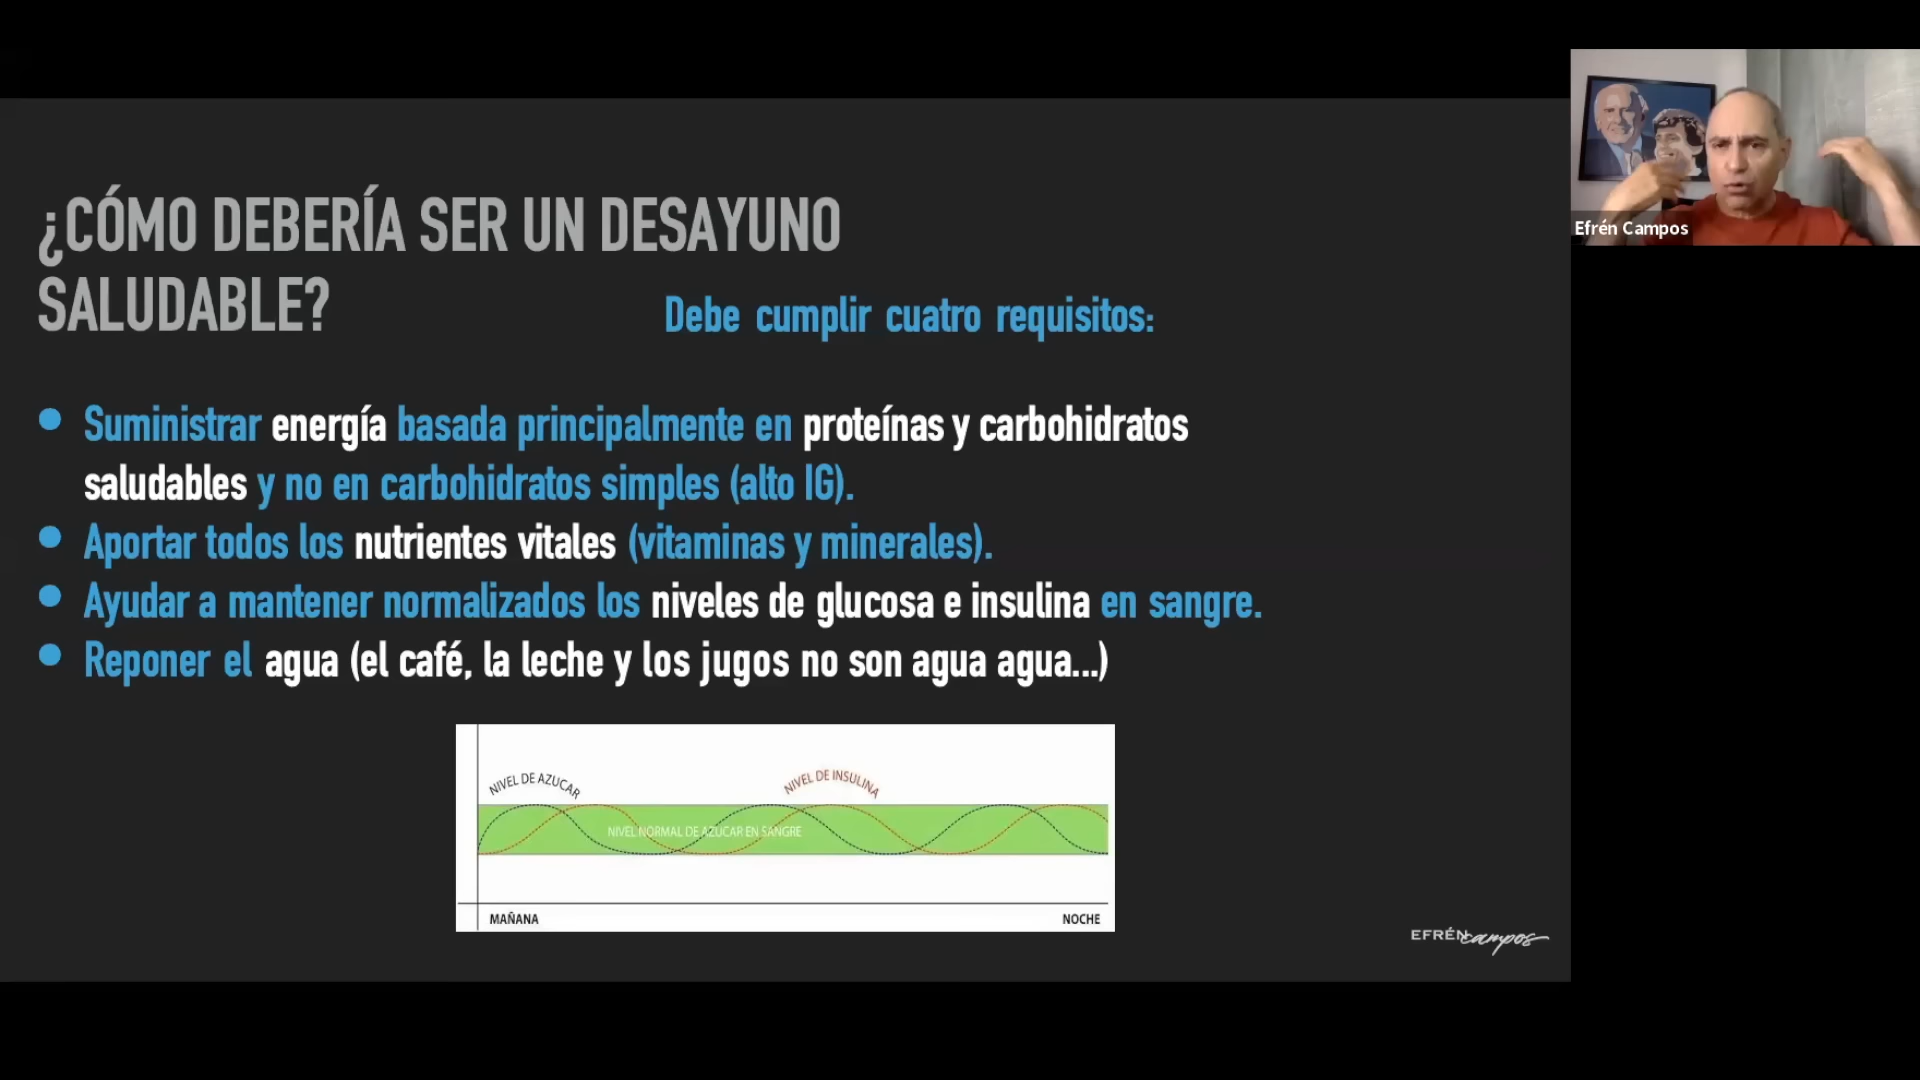 ¿CÓMO DEBERÍA SER UN DESAYUNO
SALUDABLE?
Debe cumplir cuatro requisitos:
Suministrar energía basada principalmente en proteínas y carbohidratos
saludables y no en carbohidratos simples (alto IG).
Aportar todos los nutrientes vitales (vitaminas y minerales).
Ayudar a mantener normalizados los niveles de glucosa e insulina en sangre.
Reponer el agua (el café, la leche y los jugos no son agua agua...)
NIVEL DE AZUCAR
NIVEL DE INSULINA
NIVEL NORMAL DE AZUCAR EN SANGRE
MAÑANA
NOCHE
EFRÉN campos
Efrén Campos